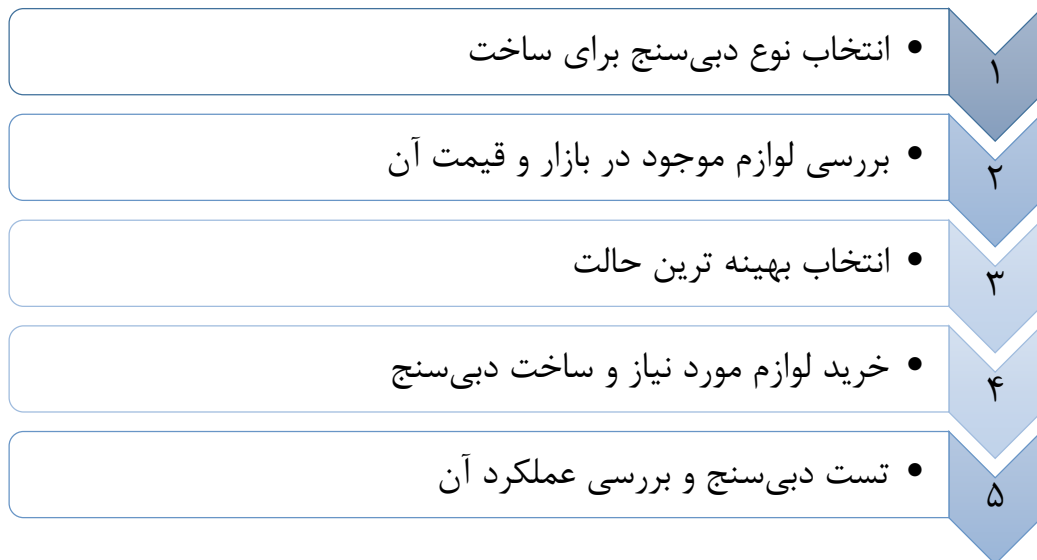 ۱
• انتخاب نوع دبی‌سنج برای ساخت
۲
• بررسی لوازم موجود در بازار و قیمت آن
۳
• انتخاب بهینه ترین حالت
۴
• خرید لوازم مورد نیاز و ساخت دبی‌سنج
۵
• تست دبی‌سنج و بررسی عملکرد آن